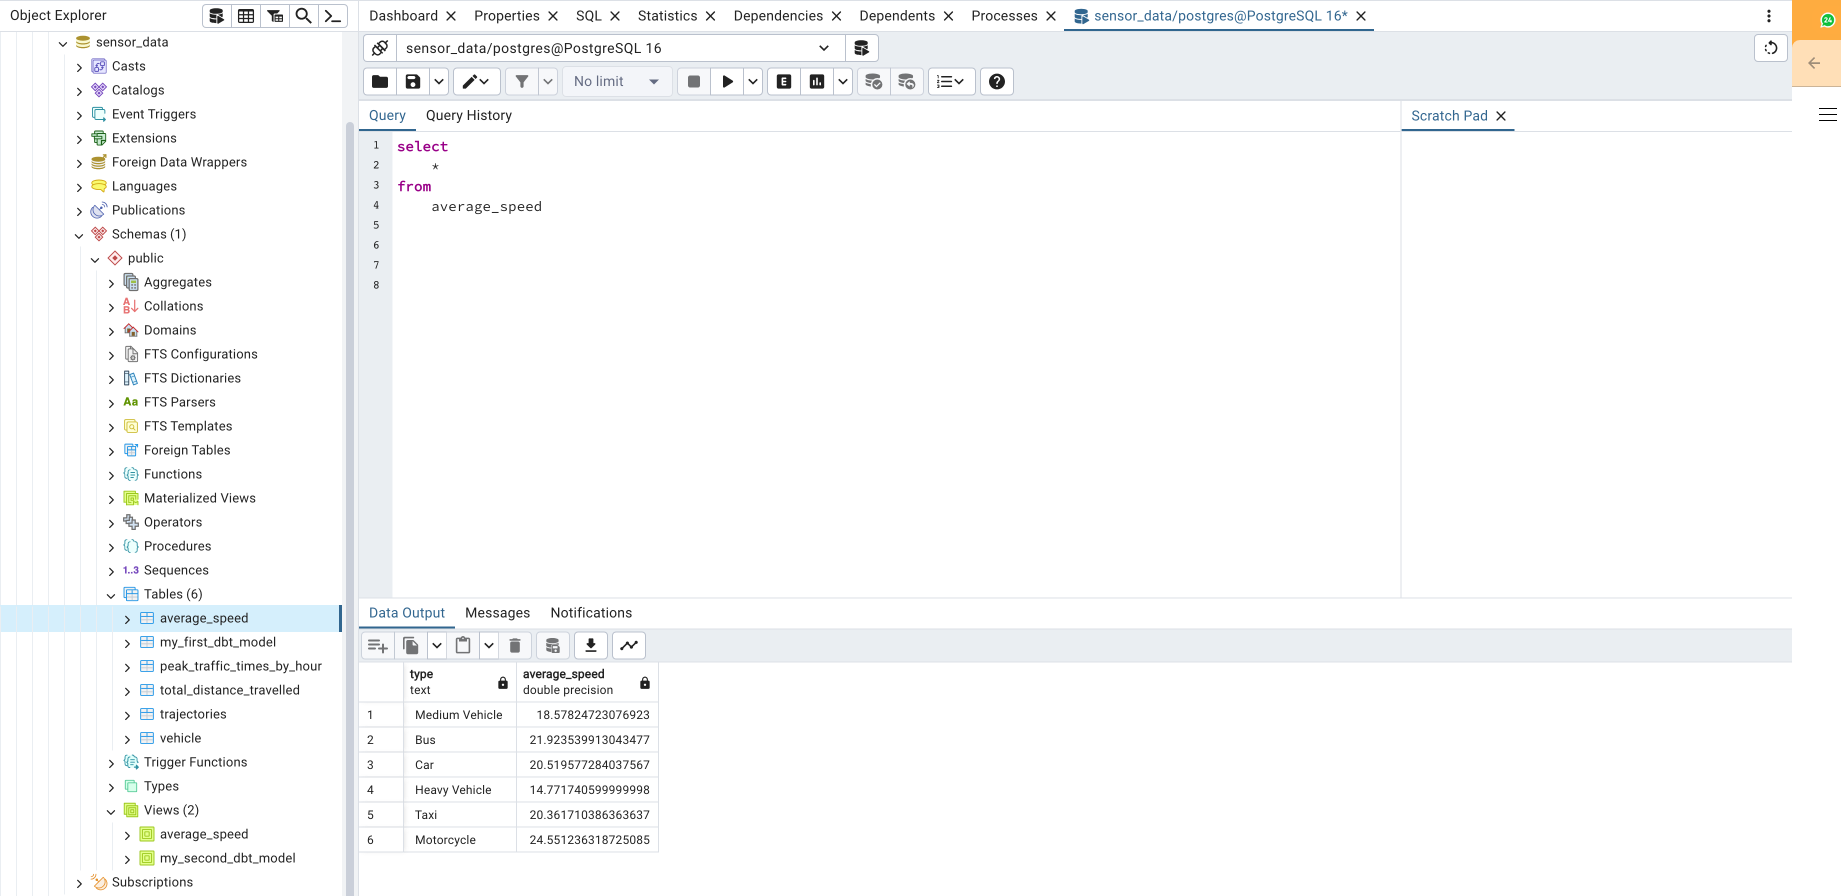 Object Explorer
sensor_data
Casts
Catalogs
Event Triggers
Extensions
Foreign Data Wrappers
Languages
Publications
Schemas (1)
public
Aggregates
Collations
Domains
FTS Configurations
FTS Dictionaries
Aa FTS Parsers
FTS Templates
Foreign Tables
Functions
Materialized Views
Operators
Procedures
1..3 Sequences
Tables (6)
average_speed
my_first_dbt_model
peak_traffic_times_by_hour
total_distance_travelled
trajectories
vehicle
Trigger Functions
Types
Views (2)
average_speed
my_second_dbt_model
Subscriptions
Dashboard Properties SQL Statistics Dependencies Dependents Processes sensor_data/postgres@PostgreSQL 16*
24
sensor_data/postgres@PostgreSQL 16
No limit E
Query Query History
Scratch Pad
1 select
2 *
3 from
4 average_speed
5
6
7
8
Data Output Messages Notifications
type average_speed
text double precision
1 Medium Vehicle 18.57824723076923
2 Bus 21.923539913043477
3 Car 20.519577284037567
4 Heavy Vehicle 14.771740599999998
5 Taxi 20.361710386363637
6 Motorcycle 24.551236318725085